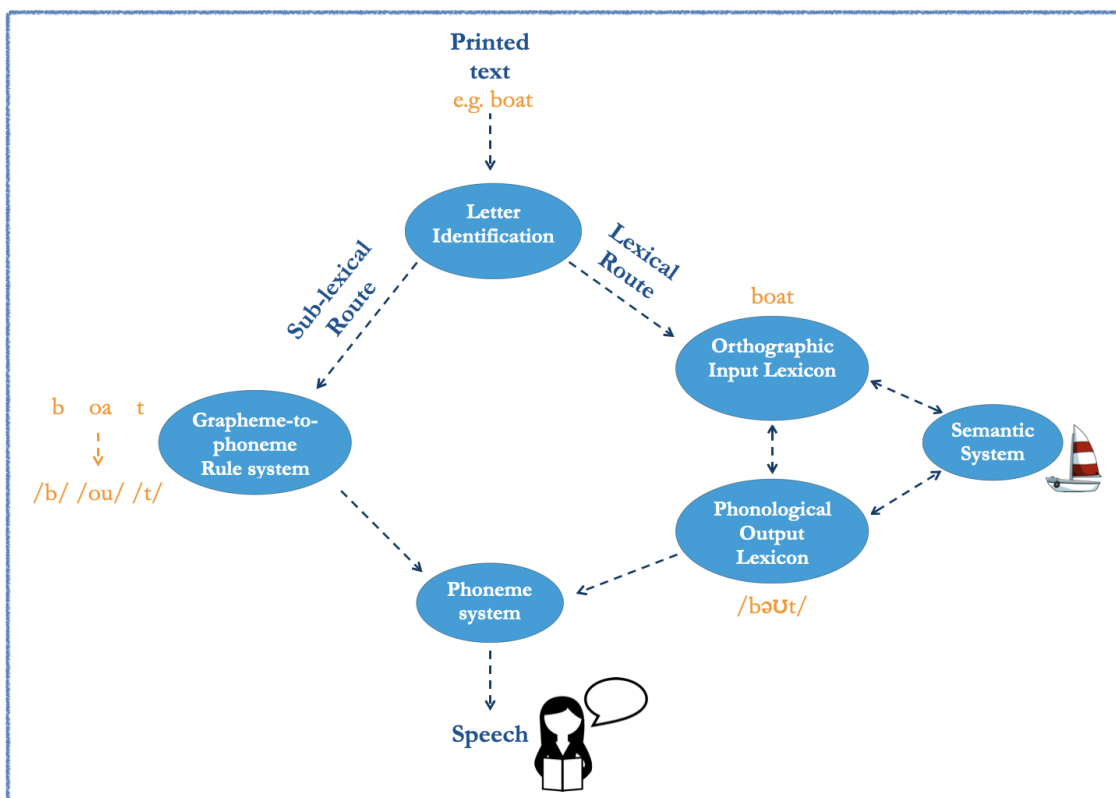 Printed
text
e.g. boat
Letter
Identification
Sub-lexical
Route
Lexical
Route
boat
Orthographic
Input Lexicon
b oa t
/b/ /ou/ /t/
Grapheme-to-
phoneme
Rule system
Semantic
System
Phonological
Output
Lexicon
/bəʊt/
Phoneme
system
Speech